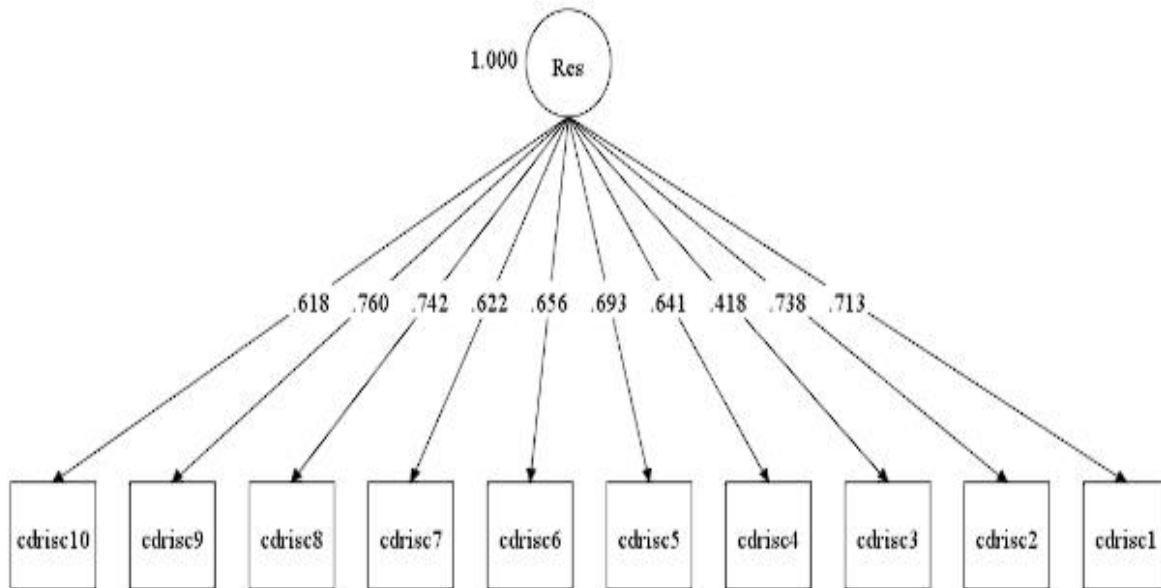 1.000 Res
.618 .760 .742 .622 .656 .693 .641 .418 .738 .713
cdrisc10 cdrisc9 cdrisc8 cdrisc7 cdrisc6 cdrisc5 cdrisc4 cdrisc3 cdrisc2 cdrisc1